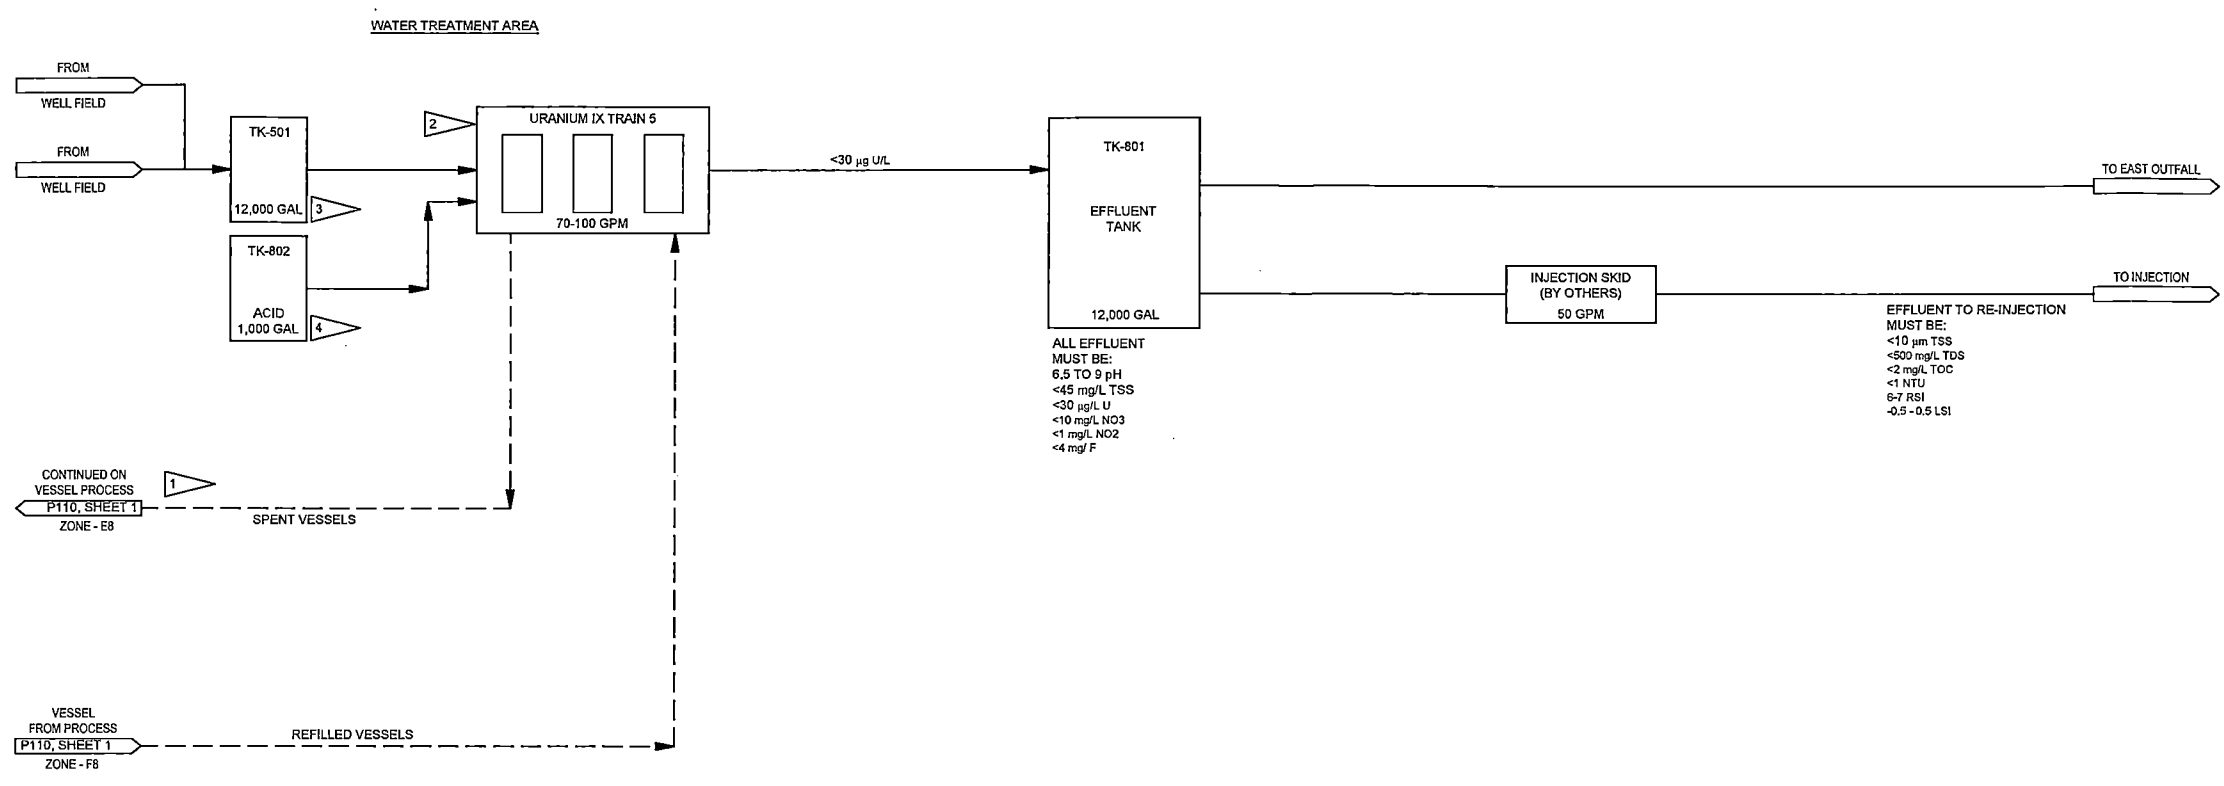 WATER TREATMENT AREA
FROM
WELL FIELD
FROM
WELL FIELD
TK-501
12,000 GAL
3
TK-802
ACID
1,000 GAL
4
2
URANIUM IX TRAIN 5
70-100 GPM
<30 µg U/L
TK-801
EFFLUENT
TANK
12,000 GAL
ALL EFFLUENT
MUST BE:
6.5 TO 9 pH
<45 mg/L TSS
<30 µg/L U
<10 mg/L NO3
<1 mg/L NO2
<4 mg/ F
TO EAST OUTFALL
INJECTION SKID
(BY OTHERS)
50 GPM
TO INJECTION
EFFLUENT TO RE-INJECTION
MUST BE:
<10 µm TSS
<500 mg/L TDS
<2 mg/L TOC
<1 NTU
6-7 RSI
-0.5 - 0.5 LSI
CONTINUED ON
VESSEL PROCESS
P110, SHEET 1
ZONE - E8
1
SPENT VESSELS
VESSEL
FROM PROCESS
P110, SHEET 1
ZONE - F8
REFILLED VESSELS